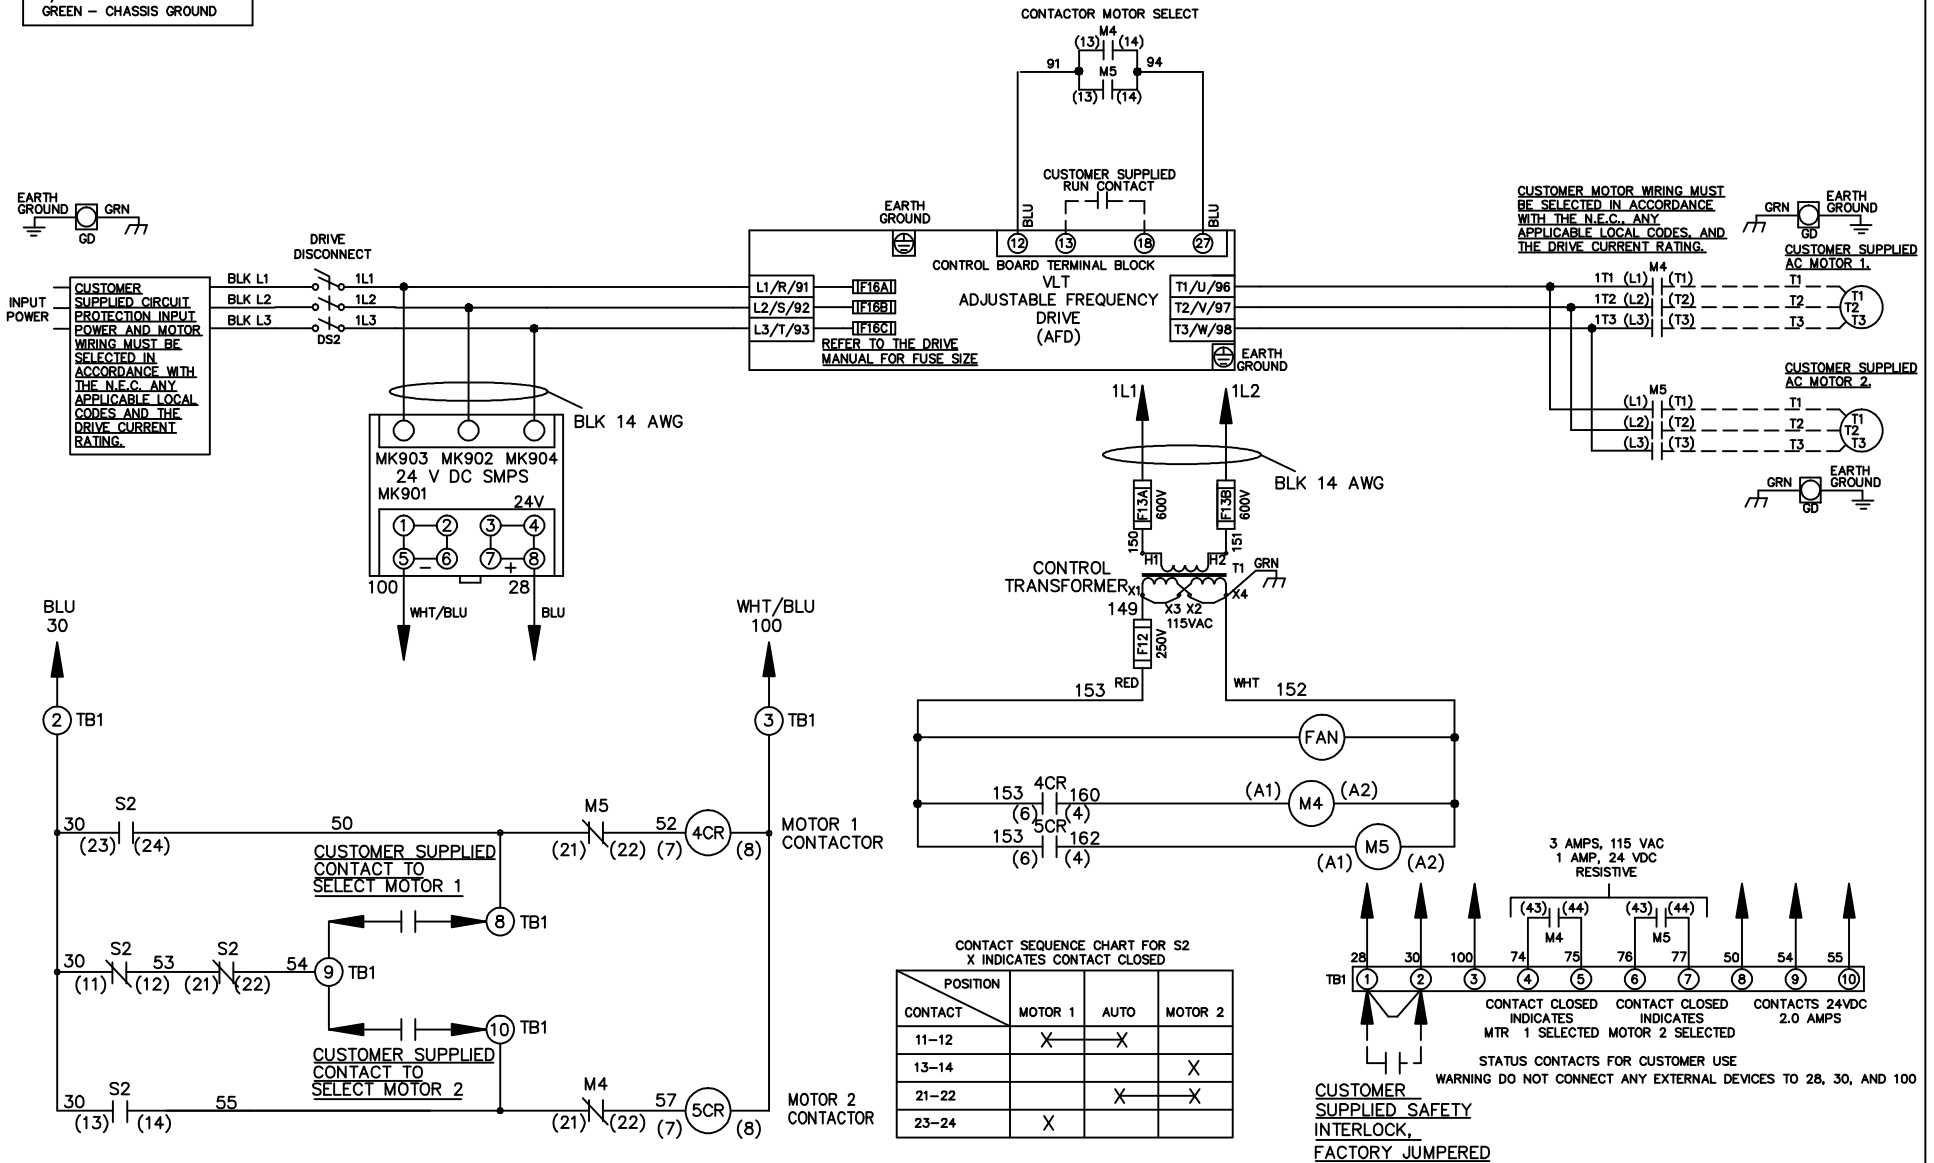 GREEN – CHASSIS GROUND
CONTACTOR MOTOR SELECT
M4
(13) (14)
91
M5
94
(13) (14)
CUSTOMER SUPPLIED
RUN CONTACT
BLU
BLU
EARTH
GROUND
12
13
18
27
CONTROL BOARD TERMINAL BLOCK
VLT
ADJUSTABLE FREQUENCY
DRIVE
(AFD)
L1/R/91
L2/S/92
L3/T/93
IF16A
IF16B
IF16C
REFER TO THE DRIVE
MANUAL FOR FUSE SIZE
T1/U/96
T2/V/97
T3/W/98
EARTH
GROUND
EARTH
GROUND
GRN
GD
INPUT
POWER
CUSTOMER
SUPPLIED CIRCUIT
PROTECTION INPUT
POWER AND MOTOR
WIRING MUST BE
SELECTED IN
ACCORDANCE WITH
THE N.E.C. ANY
APPLICABLE LOCAL
CODES AND THE
DRIVE CURRENT
RATING.
BLK L1
BLK L2
BLK L3
DRIVE
DISCONNECT
1L1
1L2
1L3
DS2
BLK 14 AWG
MK903 MK902 MK904
24 V DC SMPS
MK901
24V
1 2 3 4
5 6 7 8
– +
100
28
WHT/BLU
BLU
CUSTOMER MOTOR WIRING MUST
BE SELECTED IN ACCORDANCE
WITH THE N.E.C., ANY
APPLICABLE LOCAL CODES, AND
THE DRIVE CURRENT RATING.
GRN
EARTH
GROUND
GD
CUSTOMER SUPPLIED
AC MOTOR 1.
M4
1T1 (L1) (T1) T1 T1
1T2 (L2) (T2) T2 T2
1T3 (L3) (T3) T3 T3
CUSTOMER SUPPLIED
AC MOTOR 2.
M5
(L1) (T1) T1 T1
(L2) (T2) T2 T2
(L3) (T3) T3 T3
GRN
EARTH
GROUND
GD
1L1
1L2
BLK 14 AWG
F13A
600V
F13B
600V
150
151
H1
H2
T1
GRN
CONTROL
TRANSFORMER
X1
X3 X2
X4
149
115VAC
F12
250V
153
RED
WHT
152
FAN
4CR
153 160
(6) (4)
(A1) M4 (A2)
5CR
153 162
(6) (4)
(A1) M5 (A2)
BLU
30
WHT/BLU
100
2 TB1
3 TB1
S2
30
(23) (24)
50
M5
(21) (22)
52
(7)
4CR
(8)
MOTOR 1
CONTACTOR
CUSTOMER SUPPLIED
CONTACT TO
SELECT MOTOR 1
8 TB1
S2
30
(11) (12)
53
S2
(21) (22)
54
9 TB1
10 TB1
CUSTOMER SUPPLIED
CONTACT TO
SELECT MOTOR 2
S2
30
(13) (14)
55
M4
(21) (22)
57
(7)
5CR
(8)
MOTOR 2
CONTACTOR
CONTACT SEQUENCE CHART FOR S2
X INDICATES CONTACT CLOSED
POSITION
CONTACT MOTOR 1 AUTO MOTOR 2
11–12 X X
13–14 X
21–22 X X
23–24 X
3 AMPS, 115 VAC
1 AMP, 24 VDC
RESISTIVE
(43) (44)
M4
(43) (44)
M5
28 30 100 74 75 76 77 50 54 55
TB1 1 2 3 4 5 6 7 8 9 10
CONTACT CLOSED
INDICATES
MTR 1 SELECTED
CONTACT CLOSED
INDICATES
MOTOR 2 SELECTED
CONTACTS 24VDC
2.0 AMPS
STATUS CONTACTS FOR CUSTOMER USE
WARNING DO NOT CONNECT ANY EXTERNAL DEVICES TO 28, 30, AND 100
CUSTOMER
SUPPLIED SAFETY
INTERLOCK,
FACTORY JUMPERED